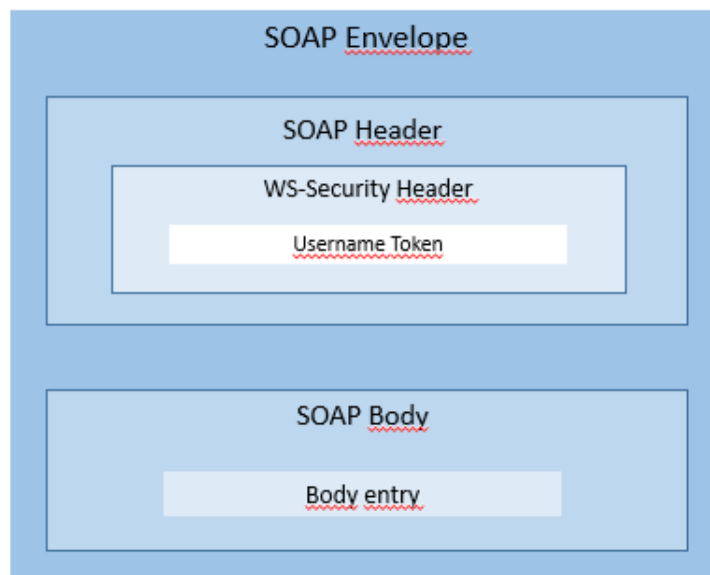 SOAP Envelope
SOAP Header
WS-Security Header
Username Token
SOAP Body
Body entry